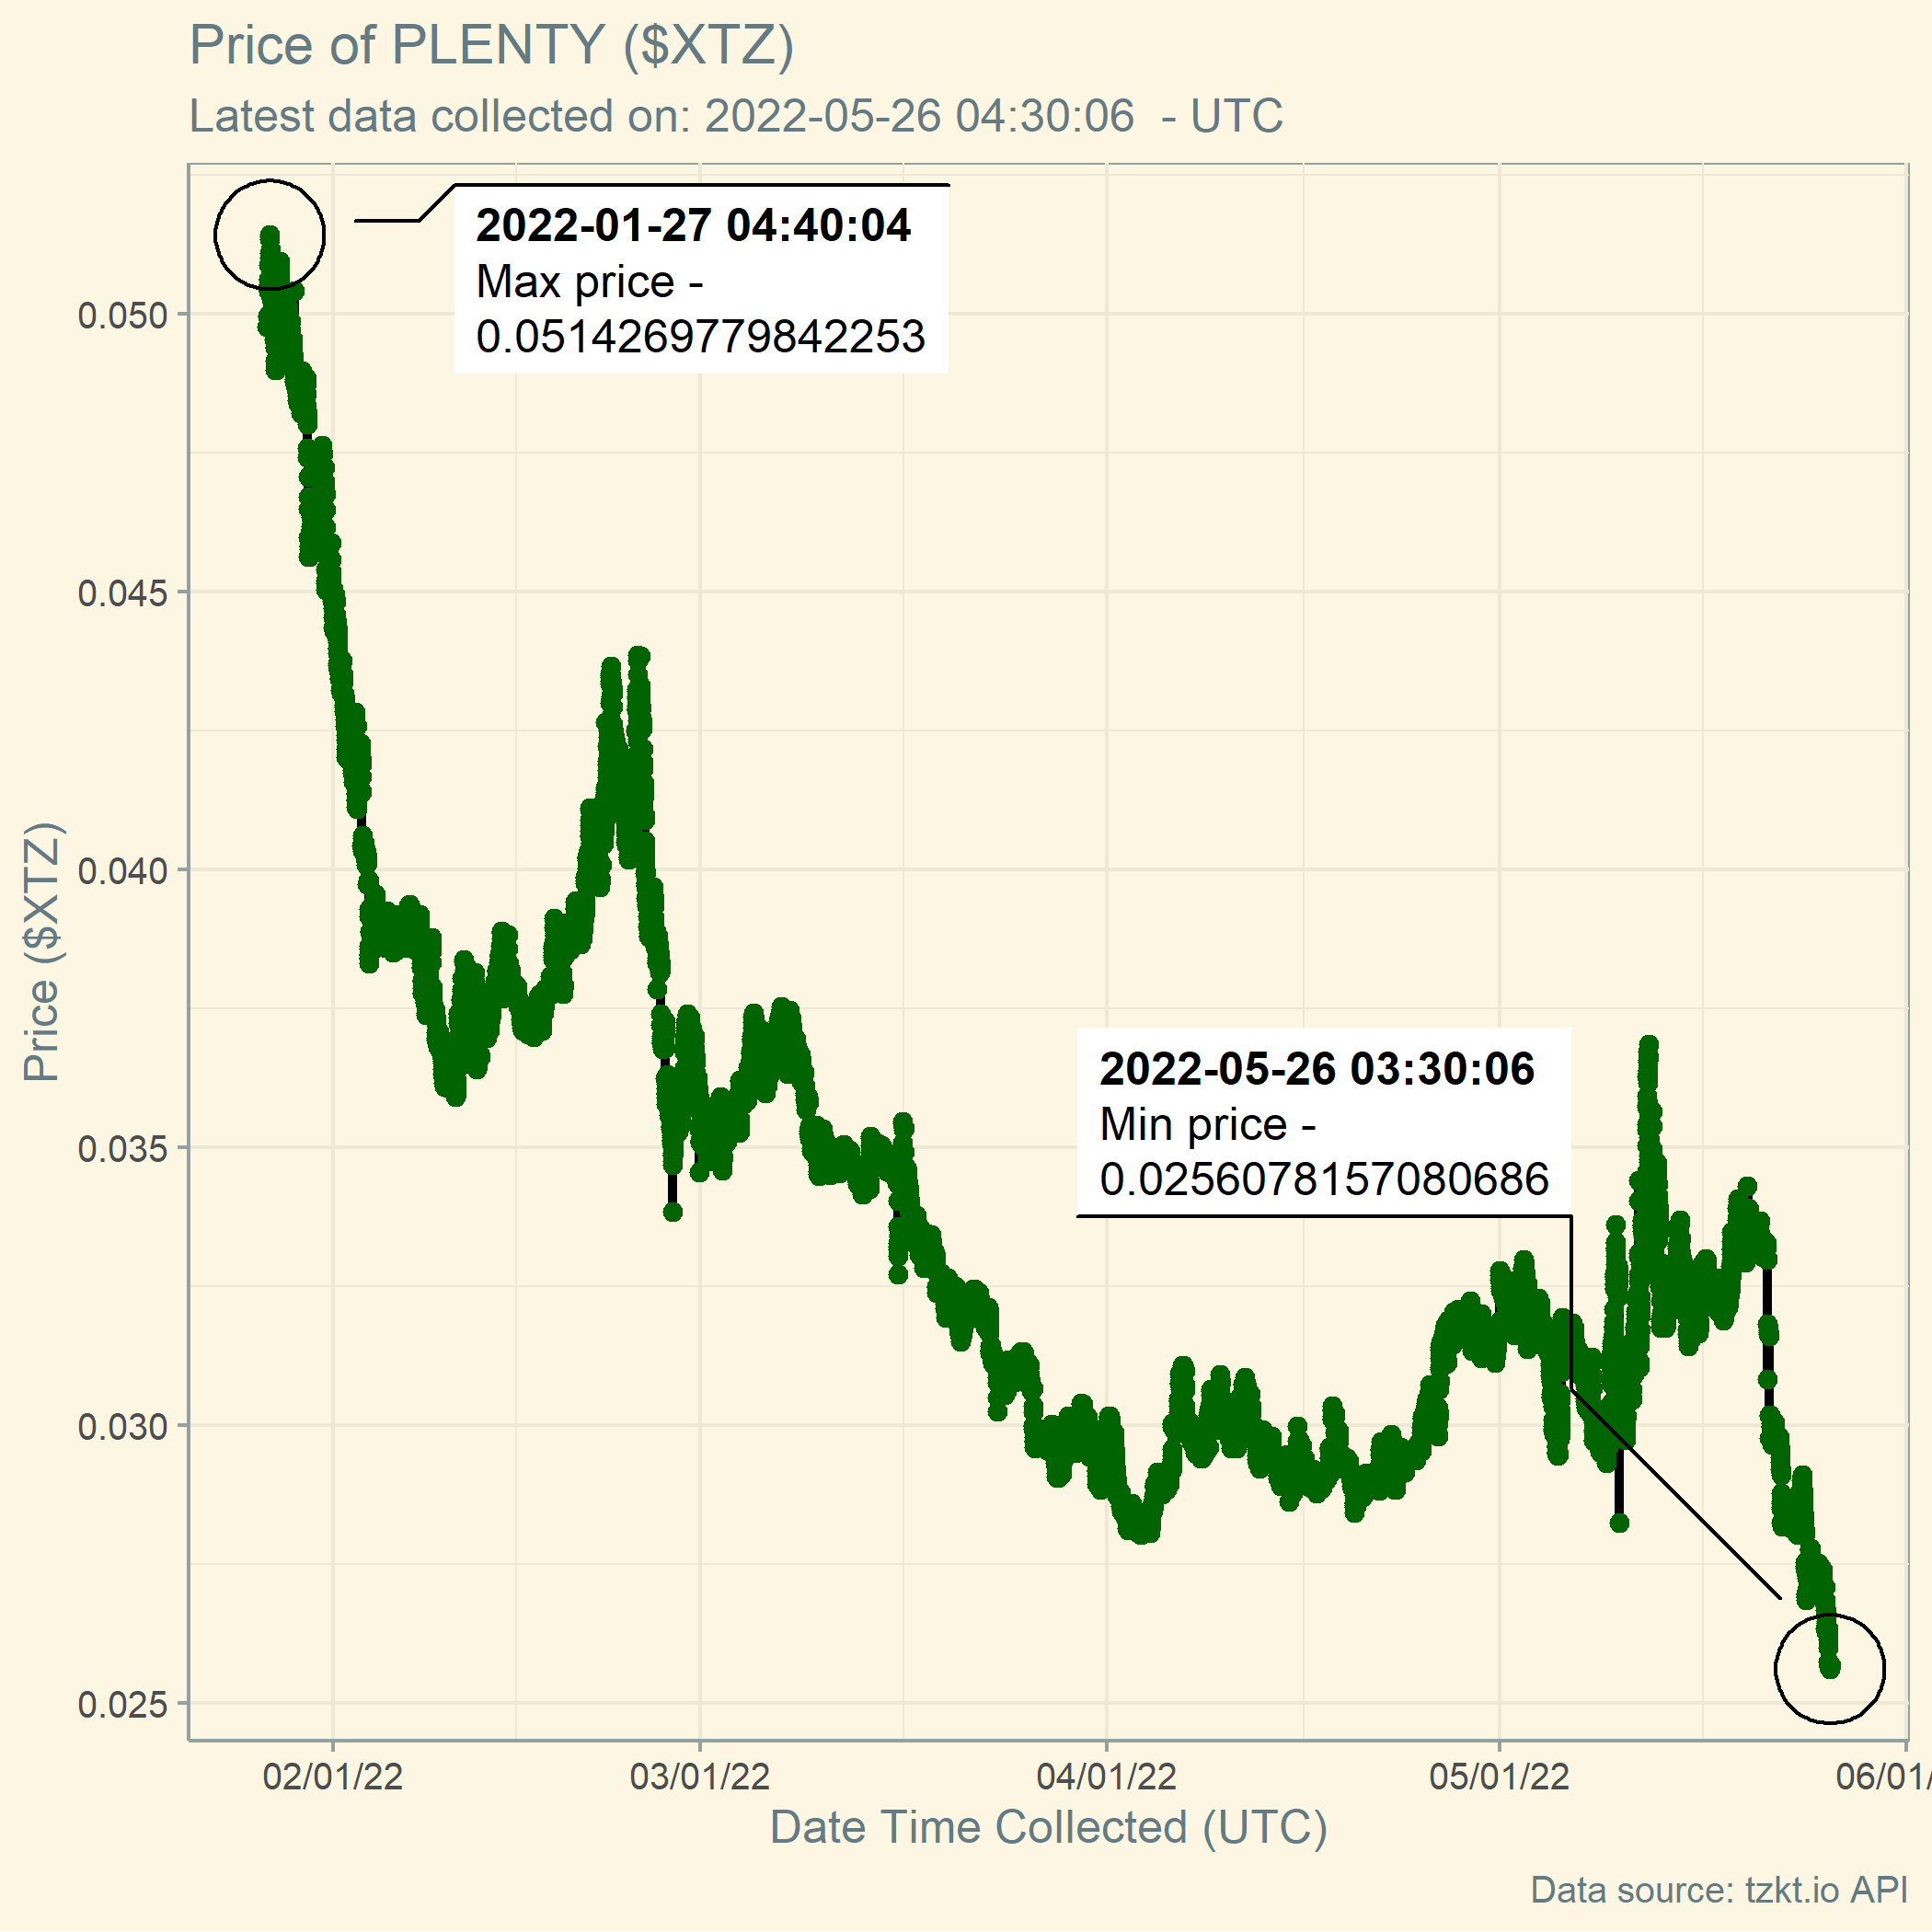 Price of PLENTY ($XTZ)
Latest data collected on: 2022-05-26 04:30:06  - UTC
2022-01-27 04:40:04
Max price -
0.0514269779842253
0.050
0.045
0.040
0.035
0.030
0.025
Price ($XTZ)
2022-05-26 03:30:06
Min price -
0.0256078157080686
02/01/22
03/01/22
04/01/22
05/01/22
06/01/
Date Time Collected (UTC)
Data source: tzkt.io API